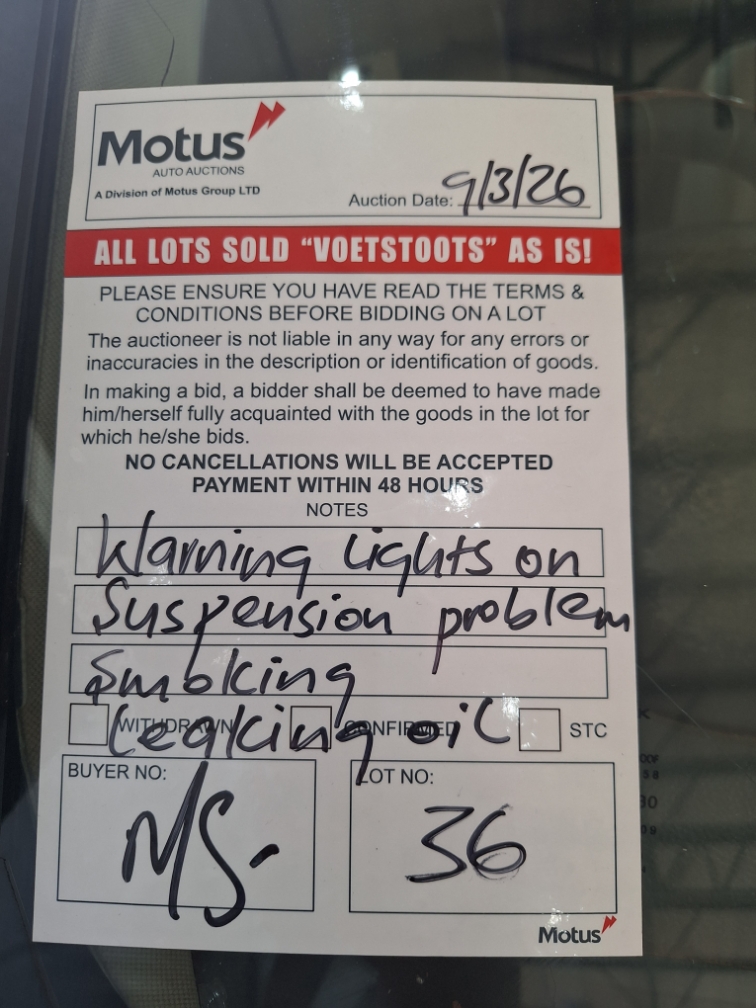 Motus
AUTO AUCTIONS
A Division of Motus Group LTD
Auction Date: 9/3/26
ALL LOTS SOLD "VOETSTOOTS" AS IS!
PLEASE ENSURE YOU HAVE READ THE TERMS &
CONDITIONS BEFORE BIDDING ON A LOT
The auctioneer is not liable in any way for any errors or
inaccuracies in the description or identification of goods.
In making a bid, a bidder shall be deemed to have made
him/herself fully acquainted with the goods in the lot for
which he/she bids.
NO CANCELLATIONS WILL BE ACCEPTED
PAYMENT WITHIN 48 HOURS
NOTES
Warning Lights on
Suspension problem
Smoking
Leaking oil
WITHDRAWN CONFIRMED STC
BUYER NO: LOT NO:
MS. 36
Motus